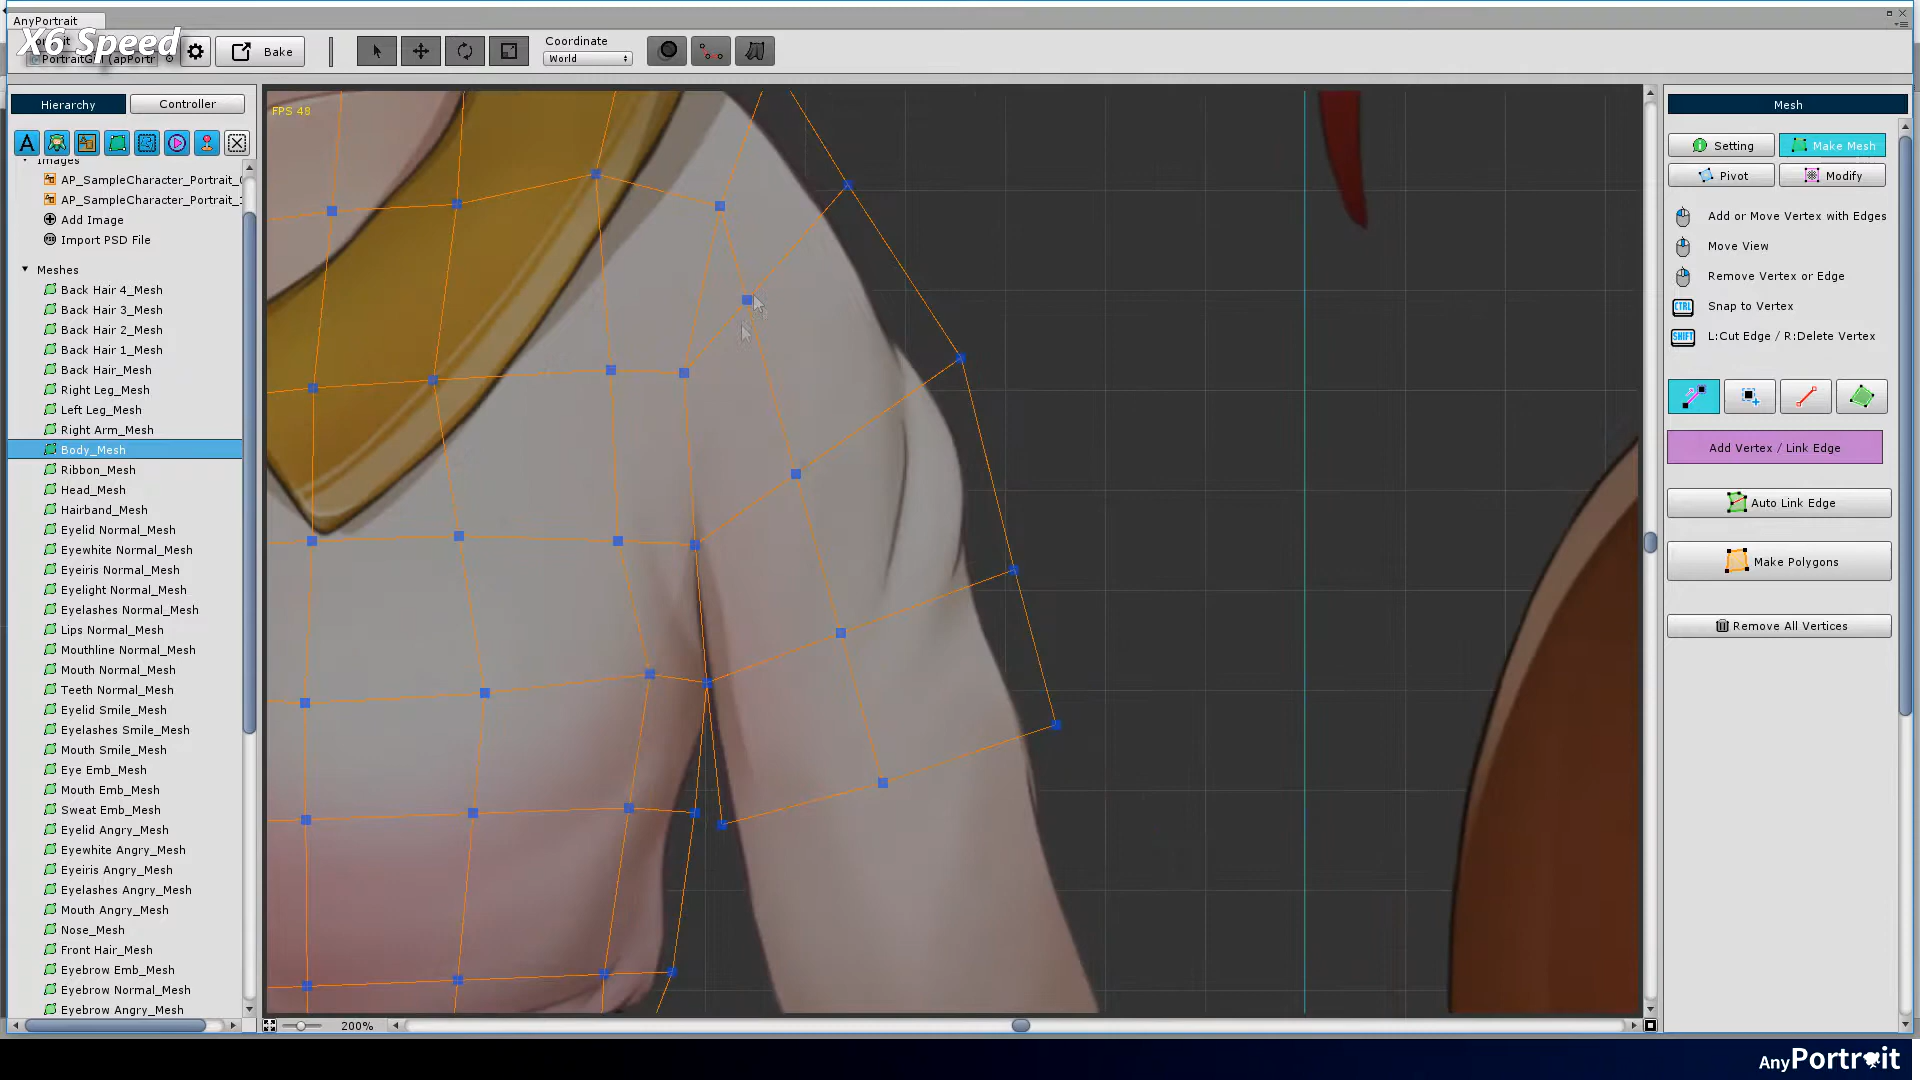 AnyPortrait
X6 Speed
Bake
Coordinate
World
Hierarchy
Controller
FPS 48
Images
AP_SampleCharacter_Portrait_
AP_SampleCharacter_Portrait_
Add Image
Import PSD File
Meshes
Back Hair 4_Mesh
Back Hair 3_Mesh
Back Hair 2_Mesh
Back Hair 1_Mesh
Back Hair_Mesh
Right Leg_Mesh
Left Leg_Mesh
Right Arm_Mesh
Body_Mesh
Ribbon_Mesh
Head_Mesh
Hairband_Mesh
Eyelid Normal_Mesh
Eyewhite Normal_Mesh
Eyeiris Normal_Mesh
Eyelight Normal_Mesh
Eyelashes Normal_Mesh
Lips Normal_Mesh
Mouthline Normal_Mesh
Mouth Normal_Mesh
Teeth Normal_Mesh
Eyelid Smile_Mesh
Eyelashes Smile_Mesh
Mouth Smile_Mesh
Eye Emb_Mesh
Mouth Emb_Mesh
Sweat Emb_Mesh
Eyelid Angry_Mesh
Eyewhite Angry_Mesh
Eyeiris Angry_Mesh
Eyelashes Angry_Mesh
Mouth Angry_Mesh
Nose_Mesh
Front Hair_Mesh
Eyebrow Emb_Mesh
Eyebrow Normal_Mesh
Eyebrow Angry_Mesh
200%
Mesh
Setting
Make Mesh
Pivot
Modify
Add or Move Vertex with Edges
Move View
Remove Vertex or Edge
CTRL Snap to Vertex
SHIFT L:Cut Edge / R:Delete Vertex
Add Vertex / Link Edge
Auto Link Edge
Make Polygons
Remove All Vertices
AnyPortrait